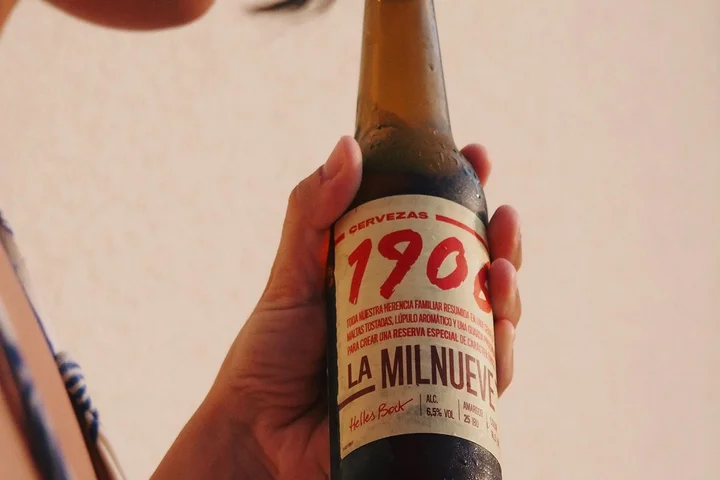 CERVEZAS
190
TODA NUESTRA HERENCIA FAMILIAR RESUMIDA EN
MALTAS TOSTADAS, LÚPULO AROMÁTICO Y UNA
PARA CREAR UNA RESERVA ESPECIAL DE
LA MILNUEVE
Helles Bock
ALC.
6,5% VOL
25 IBU